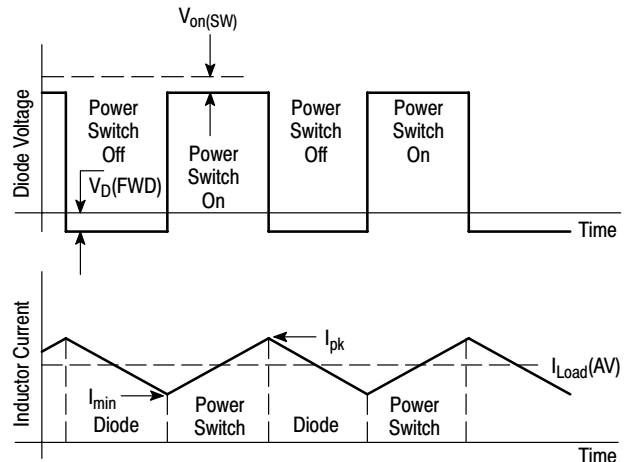 Von(SW)
Diode Voltage
Power
Switch
Off
Power
Switch
On
Power
Switch
Off
Power
Switch
On
VD(FWD)
Time
Inductor Current
Ipk
ILoad(AV)
Imin
Diode
Power
Switch
Diode
Power
Switch
Time